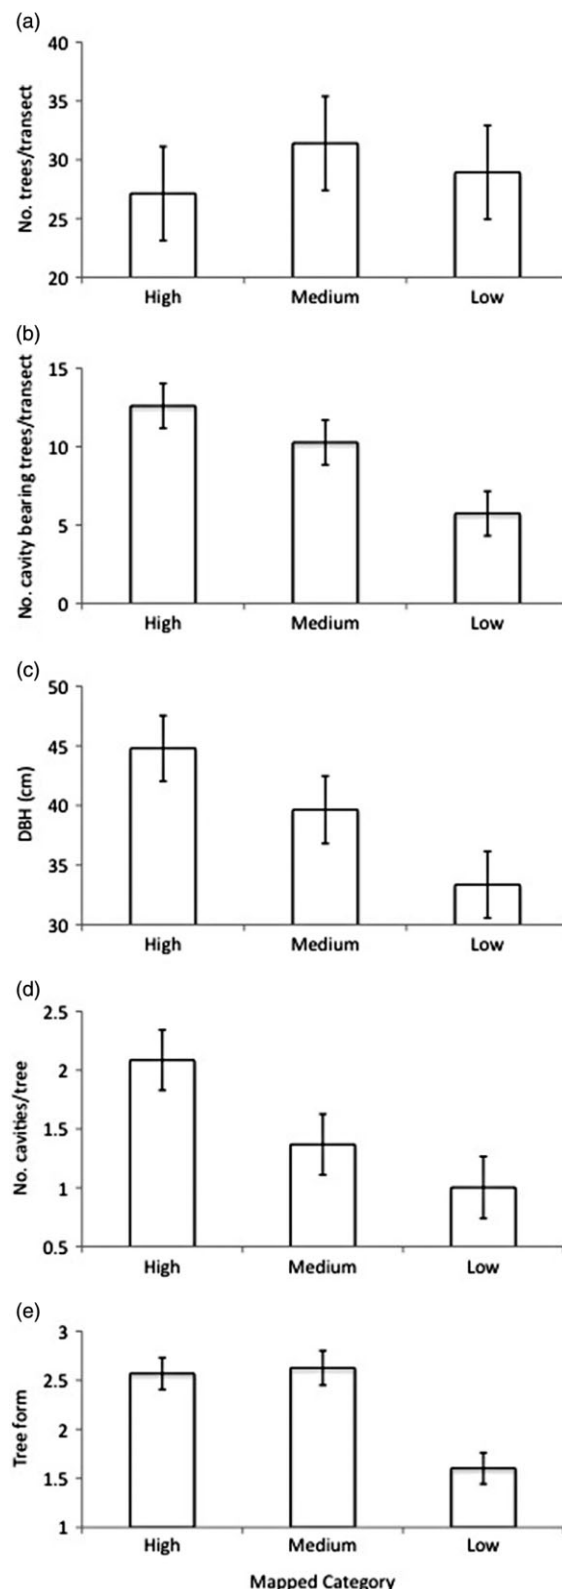 (a)
No. trees/transect
40
35
30
25
20
High Medium Low
(b)
No. cavity bearing trees/transect
15
10
5
0
High Medium Low
(c)
DBH (cm)
50
45
40
35
30
High Medium Low
(d)
No. cavities/tree
2.5
2
1.5
1
0.5
High Medium Low
(e)
Tree form
3
2.5
2
1.5
1
High Medium Low
Mapped Category